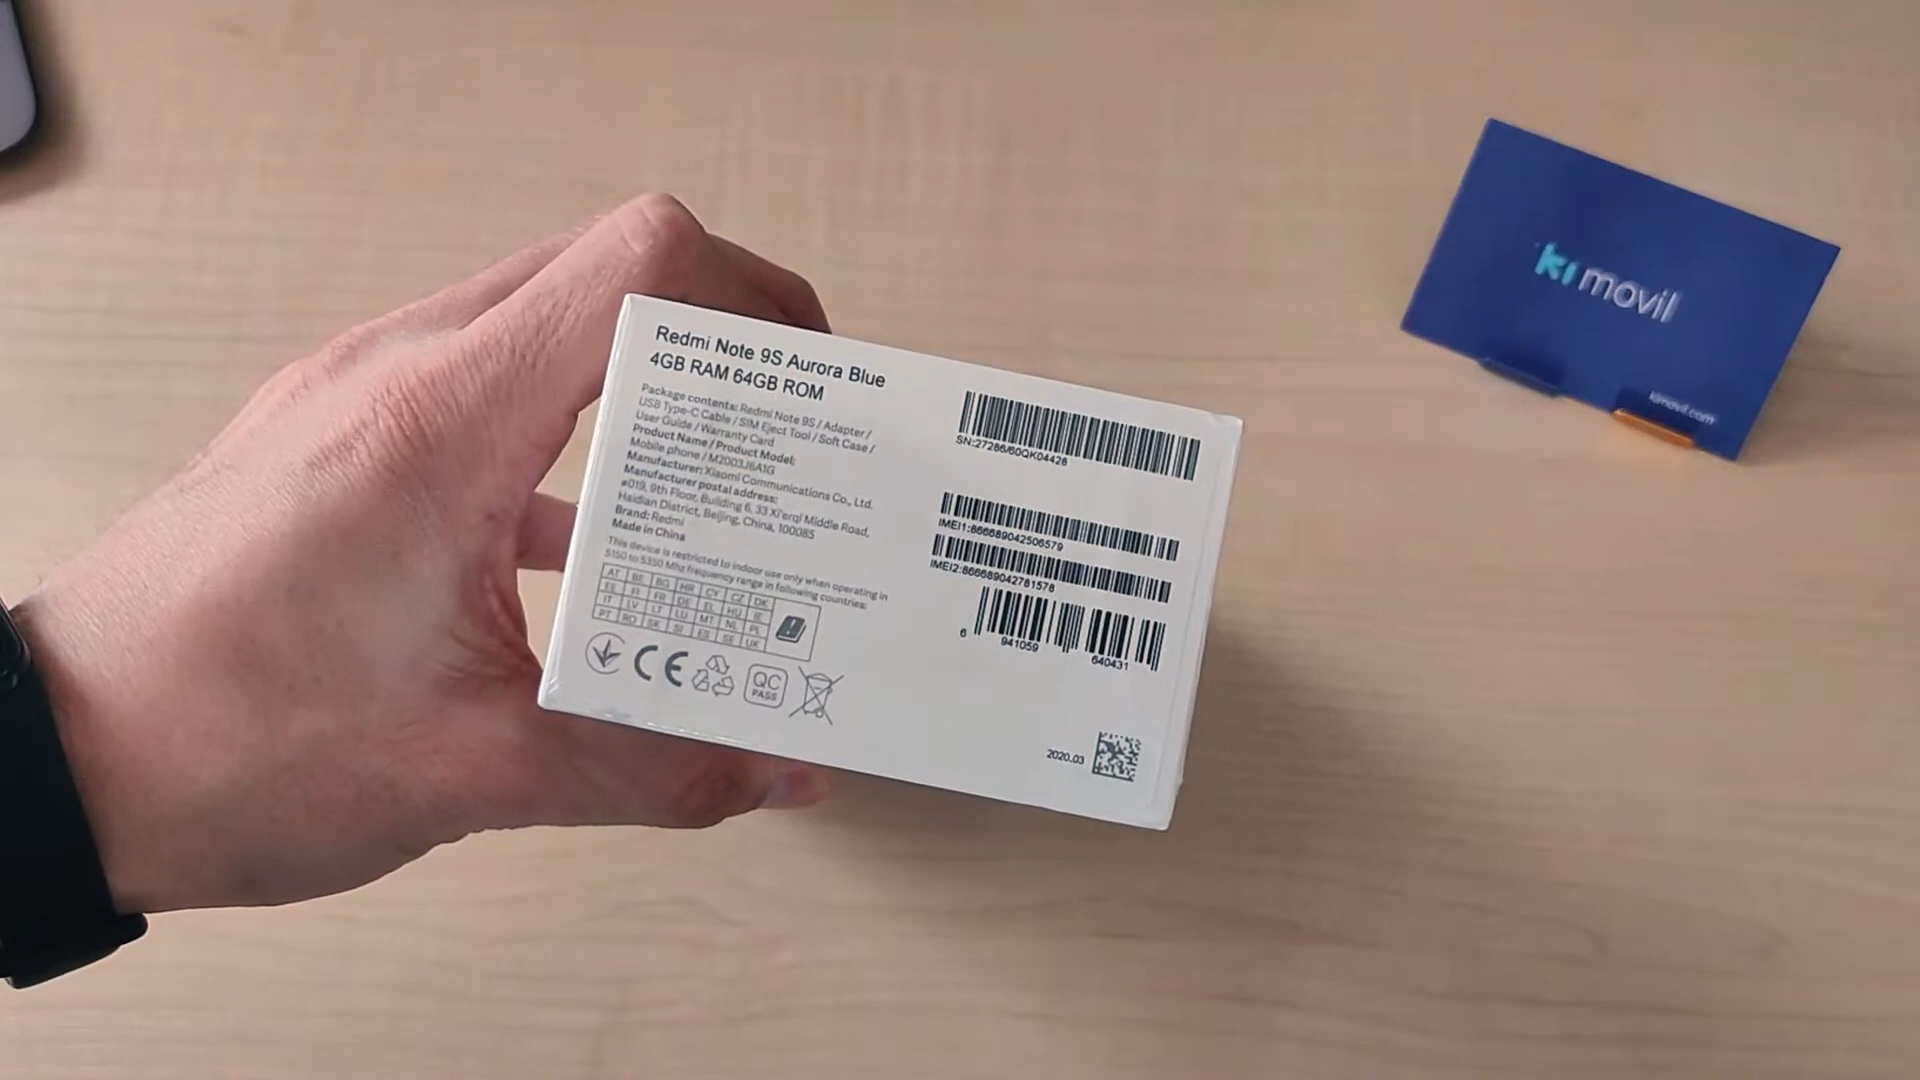 Redmi Note 9S Aurora Blue
4GB RAM 64GB ROM
Package contents: Redmi Note 9S / Adapter /
USB Type-C Cable / SIM Eject Tool / Soft Case /
User Guide / Warranty Card
Product Name / Product Model:
Mobile phone / M2003J6A1G
Manufacturer: Xiaomi Communications Co., Ltd.
Manufacturer postal address:
#019, 9th Floor, Building 6, 33 Xi'erqi Middle Road,
Haidian District, Beijing, China, 100085
Brand: Redmi
Made in China
This device is restricted to indoor use only when operating in
5150 to 5350 Mhz frequency range in following countries:
AT BE BG HR CY CZ DK
EE FI FR DE EL HU IE
IT LV LT LU MT NL PL
PT RO SK SI ES SE UK
CE
QC
PASS
SN:27286/60QK04428
IMEI1:866689042506579
IMEI2:866689042781578
6 941059 640431
2020.03
kimovil
kimovil.com